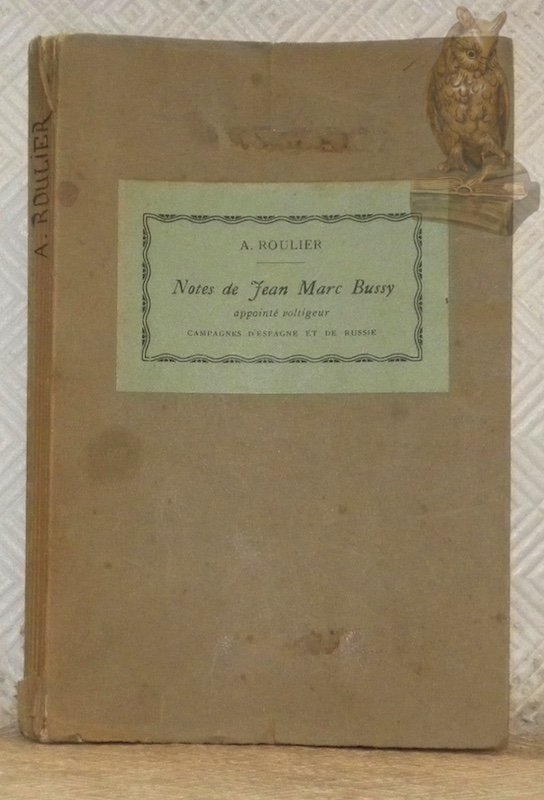 A. ROULIER
A. ROULIER
Notes de Jean Marc Bussy
appointé voltigeur
CAMPAGNES D'ESPAGNE ET DE RUSSIE